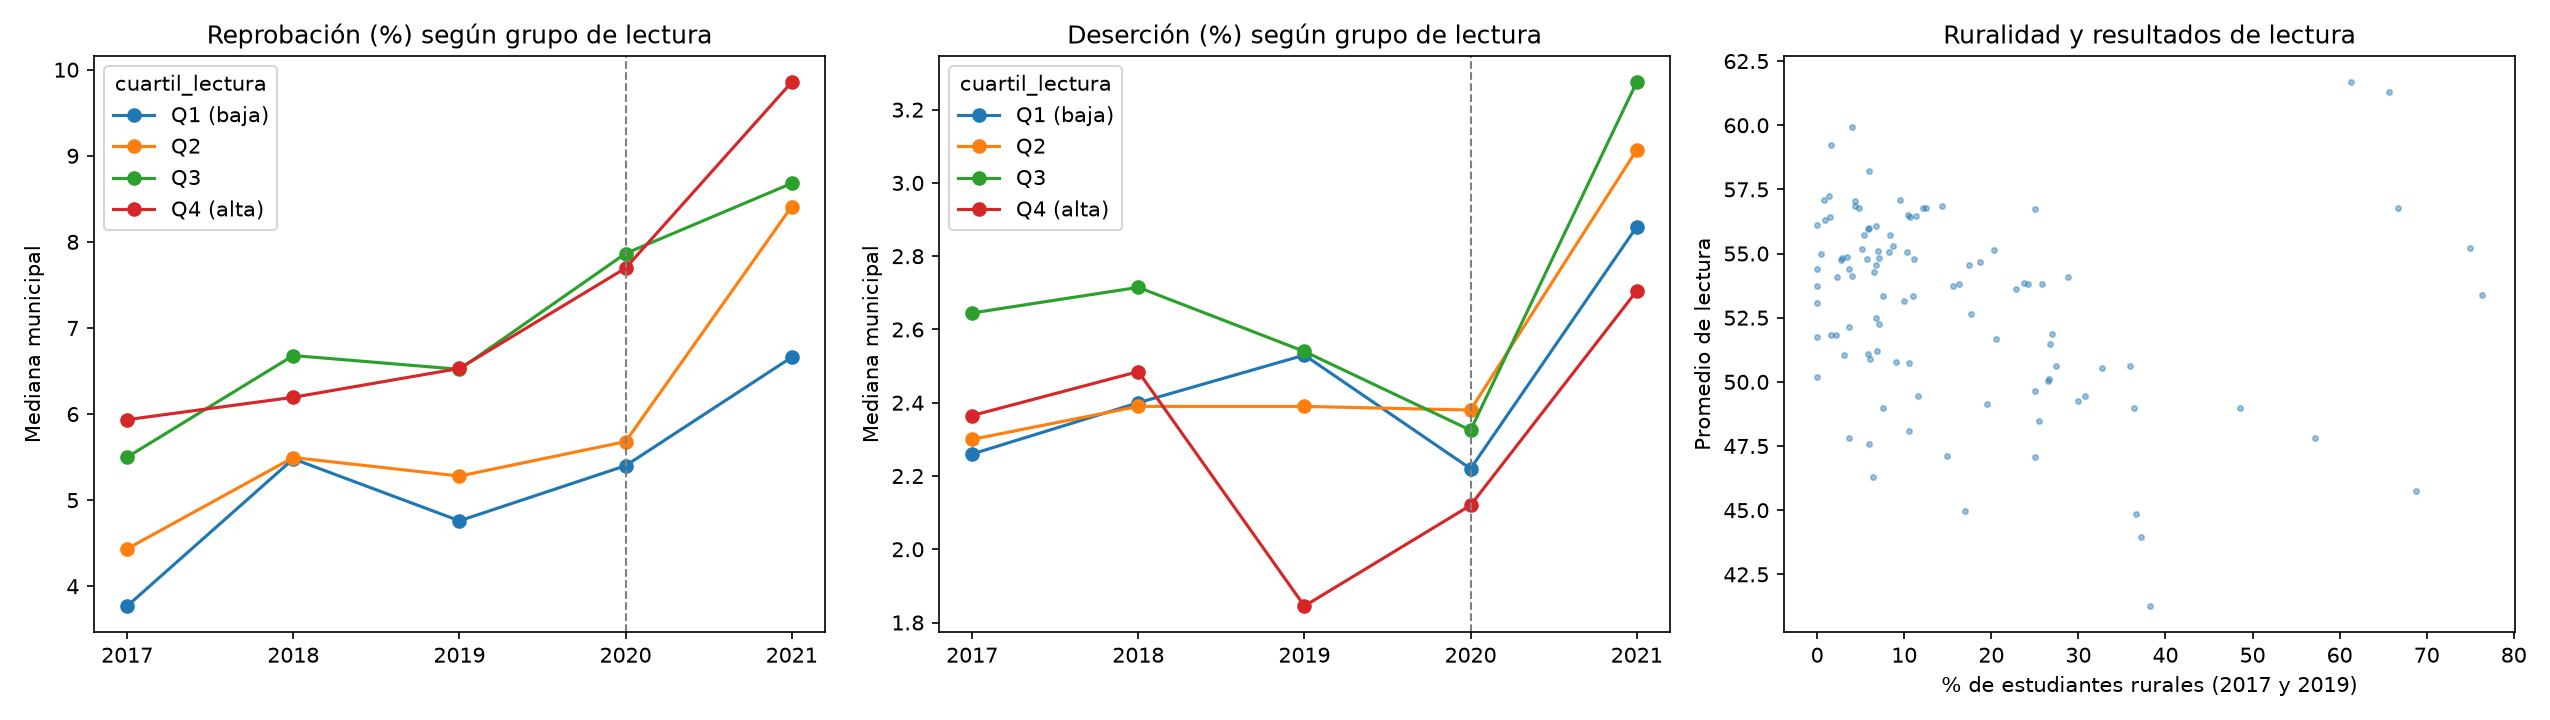 Reprobación (%) según grupo de lectura
cuartil_lectura
Q1 (baja)
Q2
Q3
Q4 (alta)
Mediana municipal
10
9
8
7
6
5
4
2017
2018
2019
2020
2021
Deserción (%) según grupo de lectura
cuartil_lectura
Q1 (baja)
Q2
Q3
Q4 (alta)
Mediana municipal
3.2
3.0
2.8
2.6
2.4
2.2
2.0
1.8
2017
2018
2019
2020
2021
Ruralidad y resultados de lectura
Promedio de lectura
62.5
60.0
57.5
55.0
52.5
50.0
47.5
45.0
42.5
0
10
20
30
40
50
60
70
80
% de estudiantes rurales (2017 y 2019)